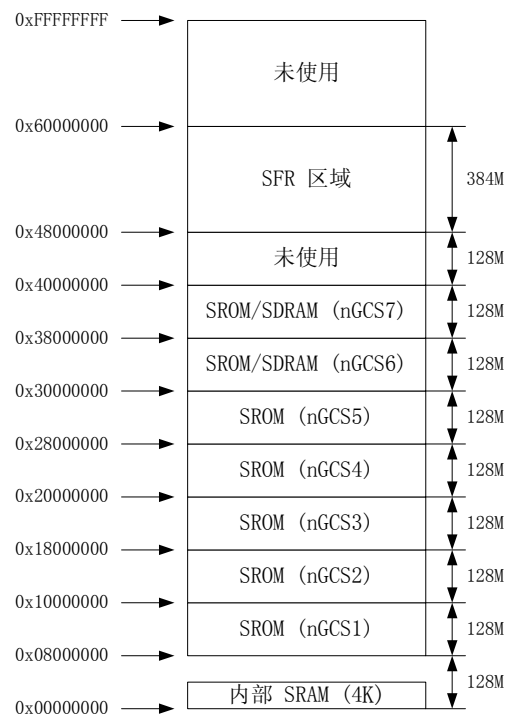 0xFFFFFFFF
未使用
0x60000000
SFR 区域
384M
0x48000000
未使用
128M
0x40000000
SROM/SDRAM (nGCS7)
128M
0x38000000
SROM/SDRAM (nGCS6)
128M
0x30000000
SROM (nGCS5)
128M
0x28000000
SROM (nGCS4)
128M
0x20000000
SROM (nGCS3)
128M
0x18000000
SROM (nGCS2)
128M
0x10000000
SROM (nGCS1)
128M
0x08000000
128M
内部 SRAM (4K)
0x00000000